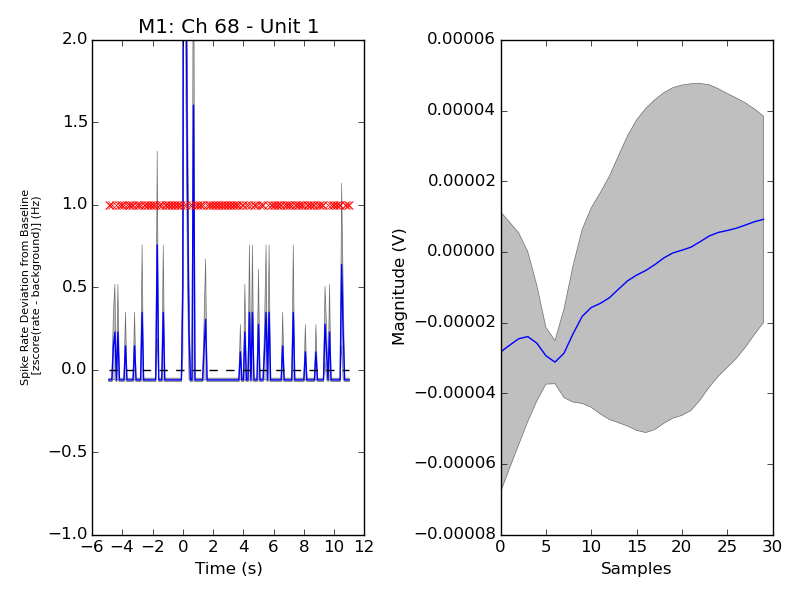 M1: Ch 68 - Unit 1
2.0
1.5
1.0
0.5
0.0
−0.5
−1.0
−6 −4 −2 0 2 4 6 8 10 12
Time (s)
Spike Rate Deviation from Baseline
[zscore(rate - background)] (Hz)
0.00006
0.00004
0.00002
0.00000
−0.00002
−0.00004
−0.00006
−0.00008
0 5 10 15 20 25 30
Samples
Magnitude (V)